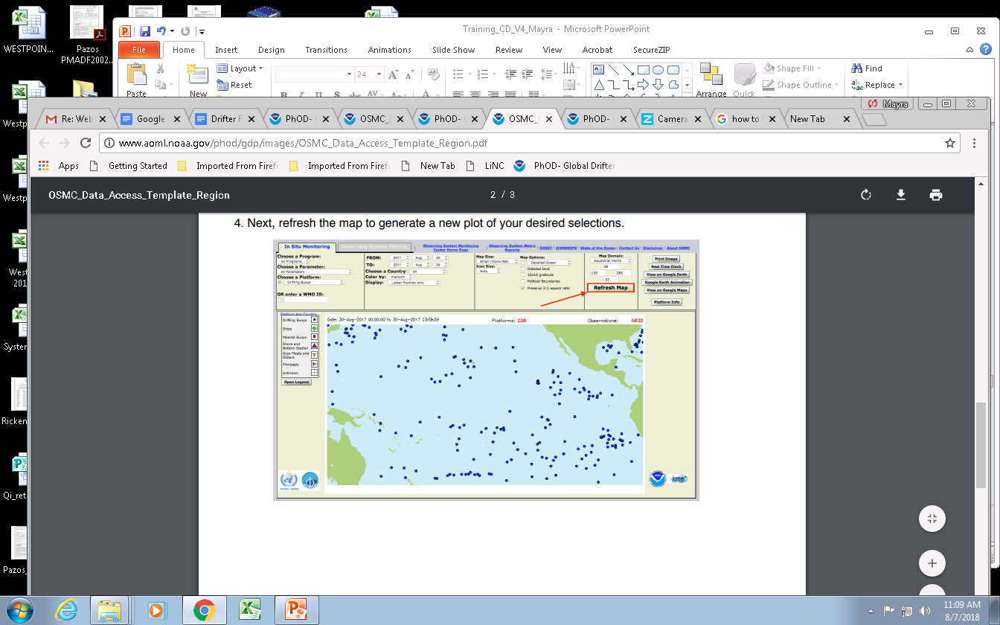 WESTPOIN...
Pazos
PMADF2002...
Westp
Westp
West
201
System
Ricken
Qi_ret
Pazos_
Training_CD_V4_Mayra - Microsoft PowerPoint
File Home Insert Design Transitions Animations Slide Show Review View Acrobat SecureZIP
Paste
New
Layout
Reset
24
Arrange
Quick
Shape Fill
Shape Outline
Find
Replace
Mayra
Re: Web
Google
Drifter F
PhOD- G
OSMC_
PhOD- G
OSMC_
PhOD- G
Camera
how to
New Tab
www.aoml.noaa.gov/phod/gdp/images/OSMC_Data_Access_Template_Region.pdf
Apps Getting Started Imported From Firef Imported From Firef New Tab LiNC PhOD- Global Drifter
OSMC_Data_Access_Template_Region
2 / 3
4. Next, refresh the map to generate a new plot of your desired selections.
In Situ Monitoring
Observing System Metrics
Observing System Monitoring
Center Home Page
Observing System Metric
Reports
GOSIC | JCOMMOPS | State of the Ocean | Contact Us | Disclaimer | About OSMC
Choose a Program:
All Programs
Choose a Parameter:
All Parameters
Choose a Platform:
Drifting Buoys
OR enter a WMO ID:
FROM: 2017 Aug 30
TO: 2017 Aug 30
Choose a Country: All
Color by: Platform
Display: Latest Position only
Map Size:
Small (1024x768)
Icon Size:
Auto
Map Options:
Detailed Ocean
Detailed land
10x10 graticule
Political Boundaries
Preserve 2:1 aspect ratio
Map Domain:
Equatorial Pacific
38
135 285
-37
Refresh Map
Print Image
Real Time Clock
View on Google Earth
Google Earth Animation
View on Google Maps
Platform Info
Drifting Buoys
Ships
Moored Buoys
Shore and
Bottom Station
Argo Floats and
Gliders
Pinnipeds
Unknown
Open Legend
Date: 30-Aug-2017 00:00:00 to 30-Aug-2017 23:59:59
Platforms: 226
Observations: 5833
11:09 AM
8/7/2018